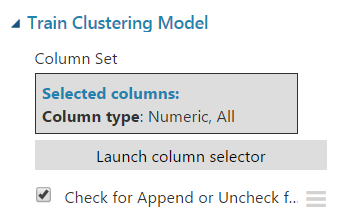 Train Clustering Model
Column Set
Selected columns:
Column type: Numeric, All
Launch column selector
Check for Append or Uncheck f...